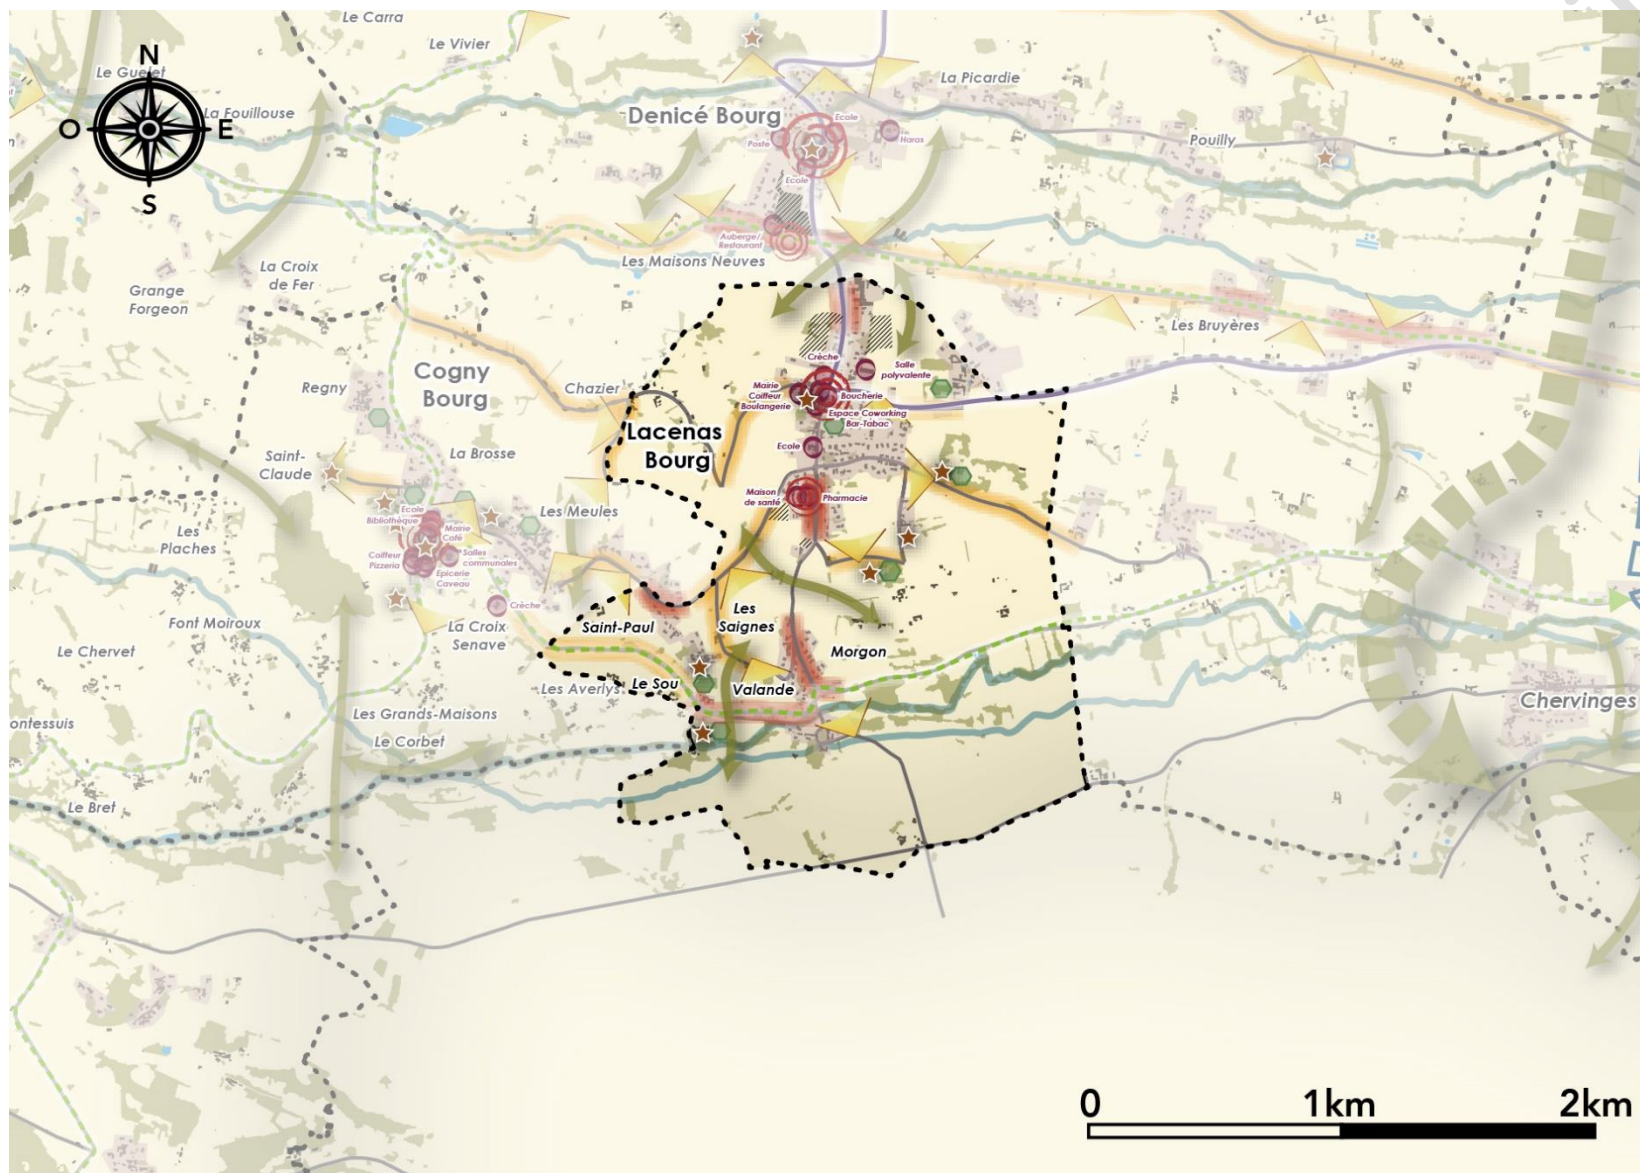 Le Carra
Le Vivier
N
Le Guelet
La Fouillouse
O
E
S
La Picardie
Denicé Bourg
Ecole
Poste
Haras
Pouilly
Ecole
Auberge/
Restaurant
Les Maisons Neuves
La Croix
de Fer
Grange
Forgeon
Les Bruyères
Cogny
Bourg
Regny
Chazier
Crèche
Salle
polyvalente
Mairie
Coiffeur
Boulangerie
Boucherie
Espace Coworking
Bar-Tabac
Lacenas
Bourg
Ecole
La Brosse
Saint-
Claude
Maison
de santé
Pharmacie
Les Meules
Les
Plaches
Ecole
Bibliothèque
Mairie
Café
Coiffeur
Pizzeria
Salles
communales
Epicerie
Caveau
Crèche
Font Moiroux
La Croix
Senave
Saint-Paul
Les
Saignes
Morgon
Le Chervet
Les Averlys
Le Sou
Valande
Chervinges
ontessuis
Les Grands-Maisons
Le Corbet
Le Bret
0
1km
2km